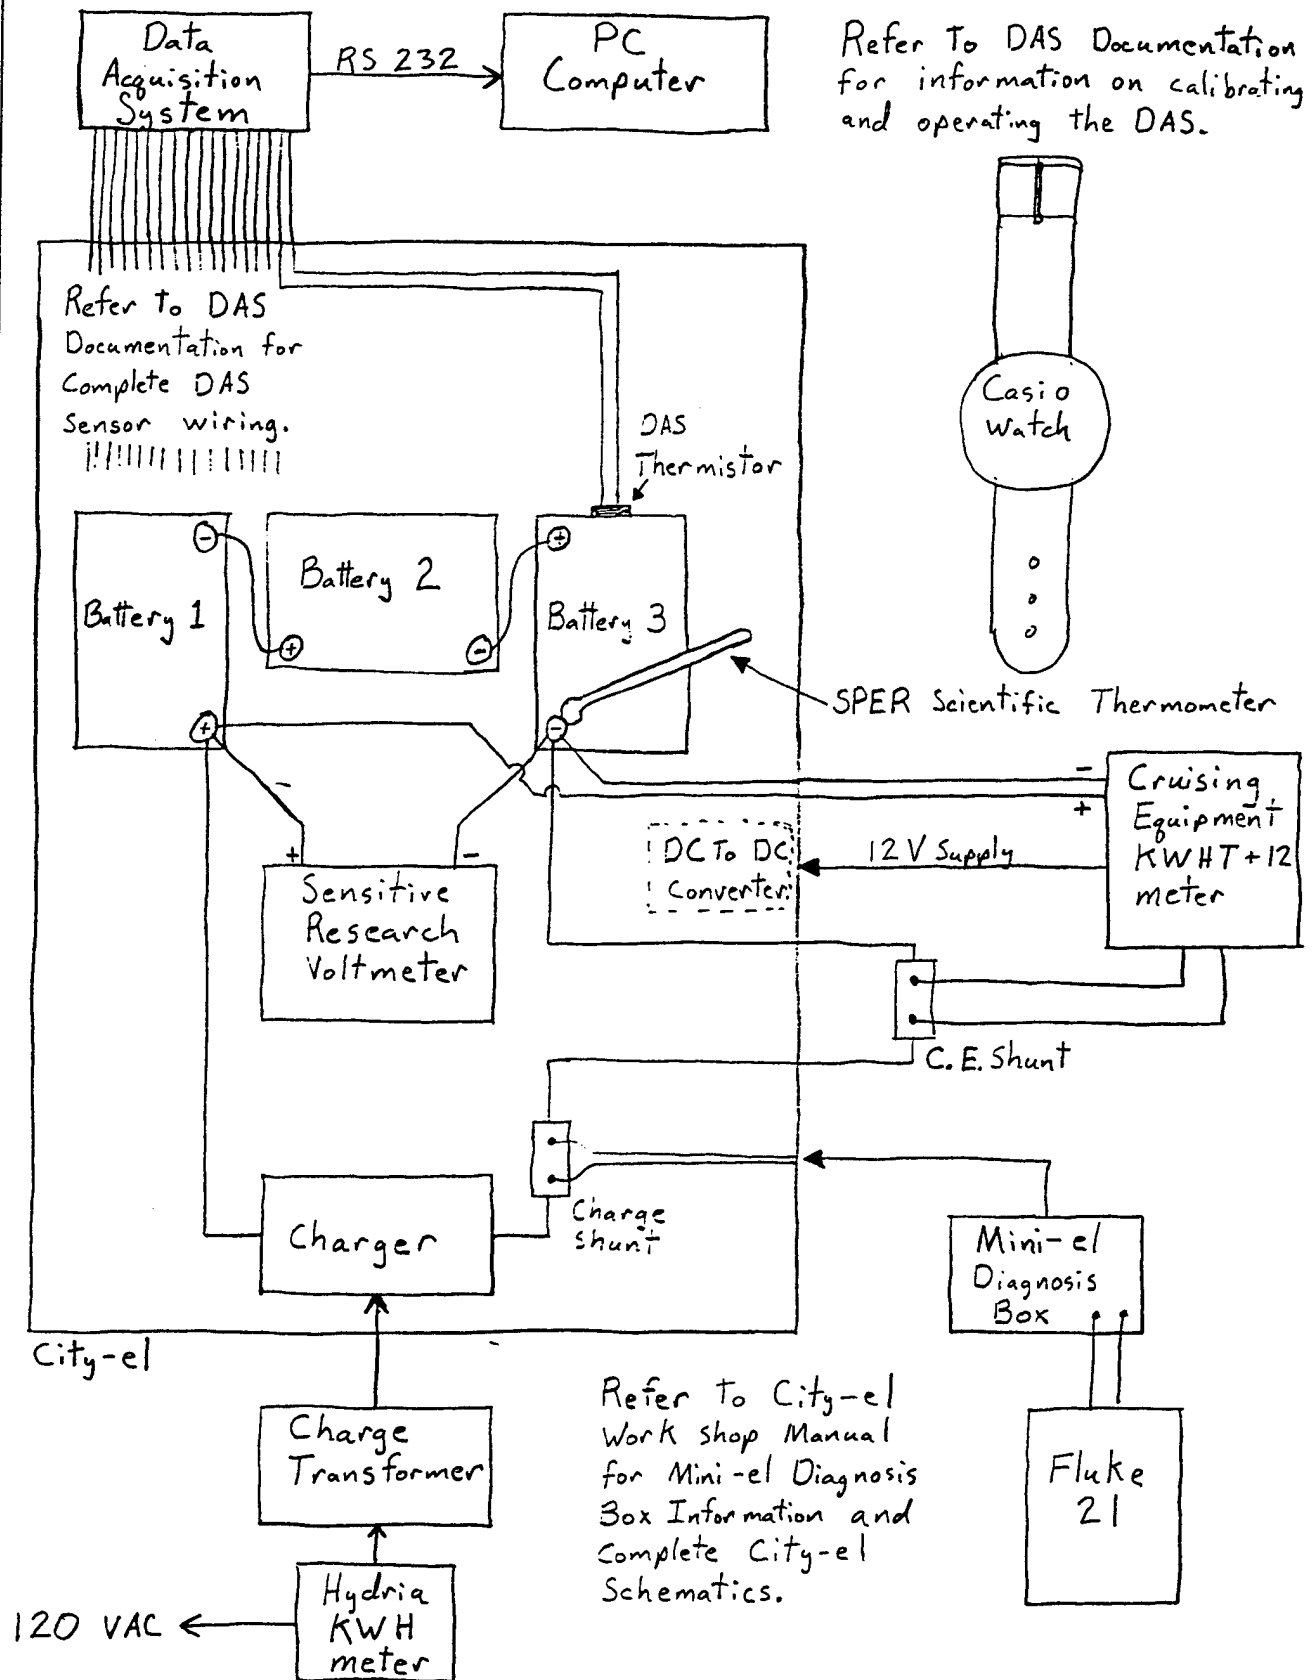 Data
Acquisition
System
RS 232
PC
Computer
Refer To DAS Documentation
for information on calibrating
and operating the DAS.
Refer To DAS
Documentation for
Complete DAS
Sensor wiring.
Casio
Watch
DAS
Thermistor
Battery 1
-
+
Battery 2
+
-
Battery 3
+
-
SPER Scientific Thermometer
+
-
Sensitive
Research
Voltmeter
DC To DC
Converter
12 V Supply
-
+
Cruising
Equipment
KWHT+12
meter
C.E. Shunt
Charge
Shunt
Charger
Mini-el
Diagnosis
Box
City-el
Charge
Transformer
Refer To City-el
Work shop Manual
for Mini-el Diagnosis
Box Information and
Complete City-el
Schematics.
Fluke
21
Hydria
KWH
meter
120 VAC